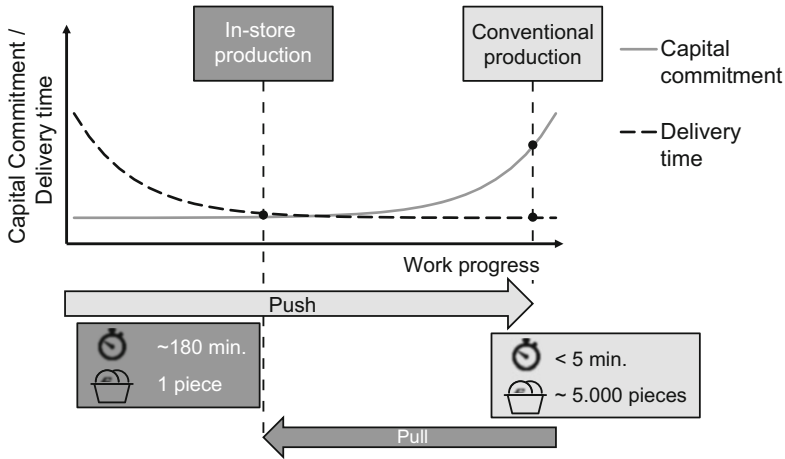 In-store
production
Conventional
production
Capital
commitment
Delivery
time
Capital Commitment /
Delivery time
Work progress
Push
~180 min.
1 piece
< 5 min.
~ 5.000 pieces
Pull